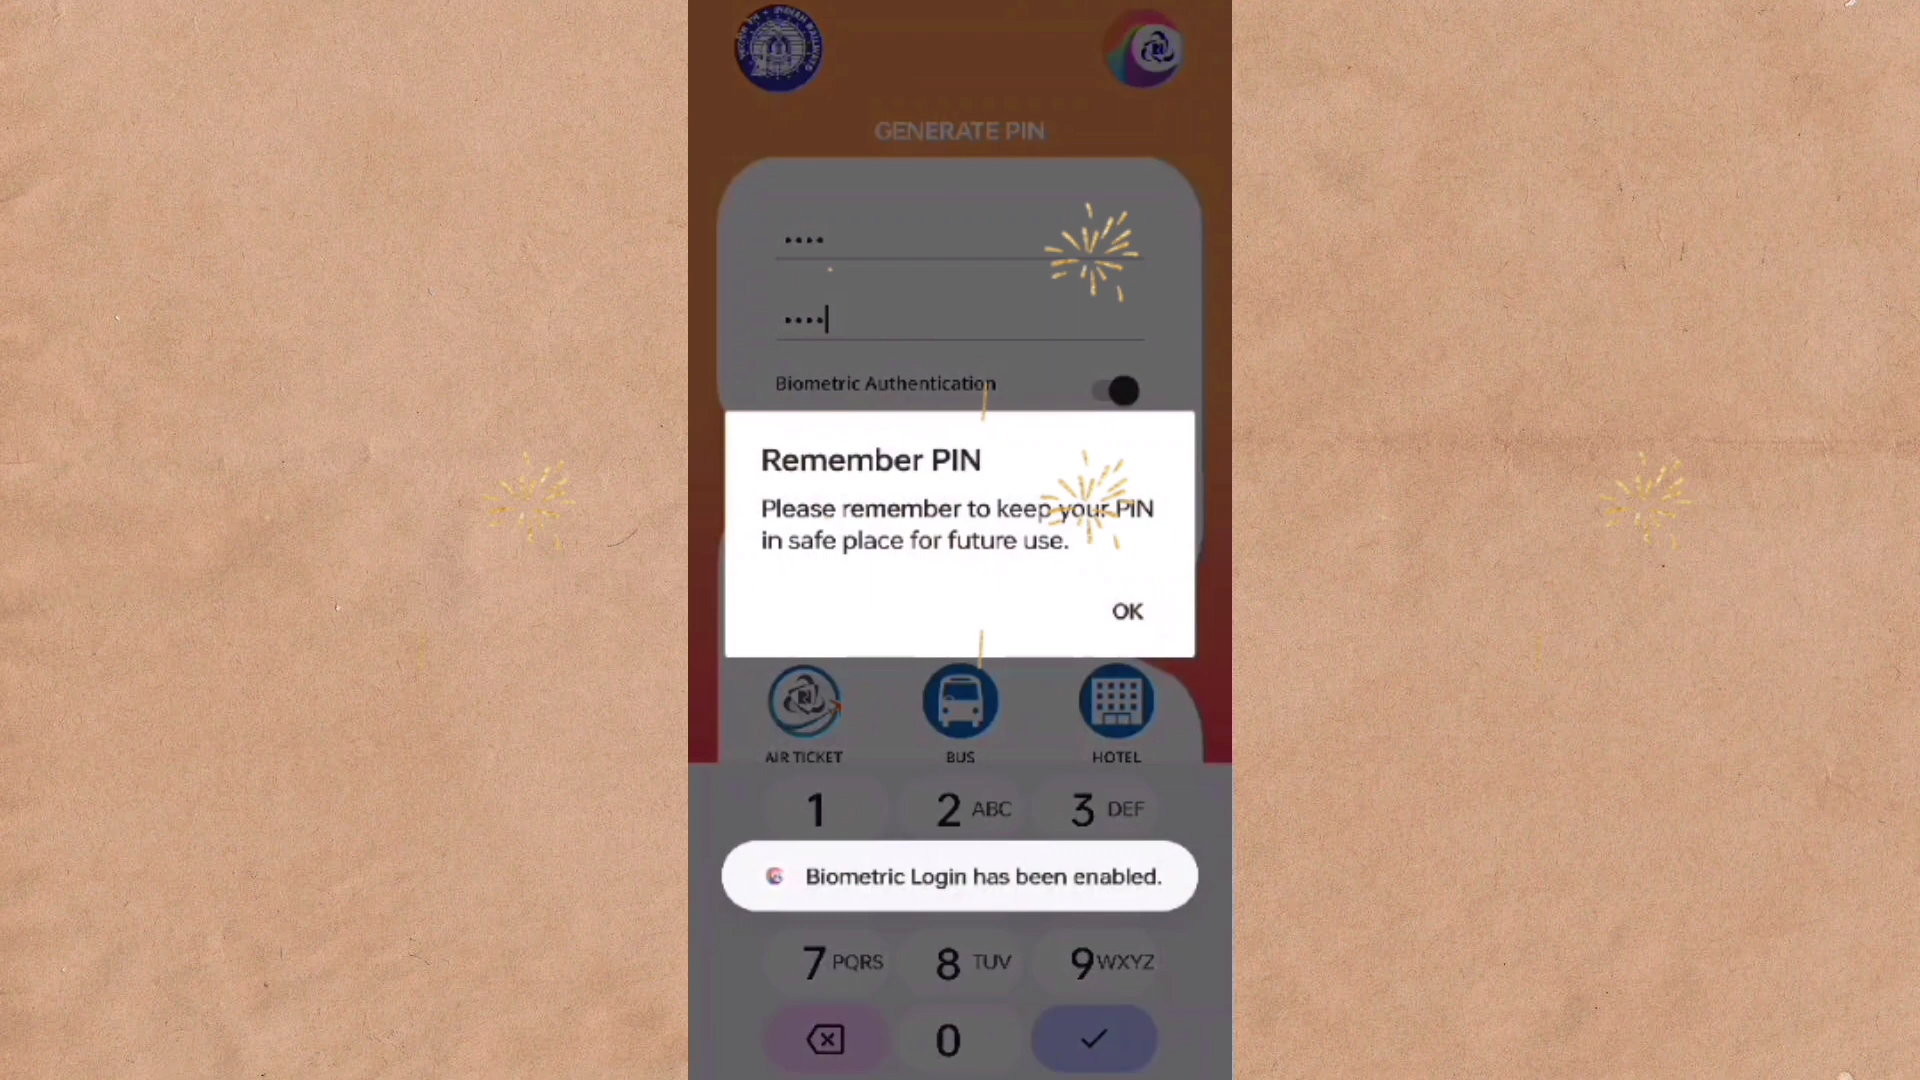 GENERATE PIN
••••
••••
Biometric Authentication
Remember PIN
Please remember to keep your PIN
in safe place for future use.
OK
AIR TICKET
BUS
HOTEL
1
2 ABC
3 DEF
Biometric Login has been enabled.
7 PQRS
8 TUV
9 WXYZ
0